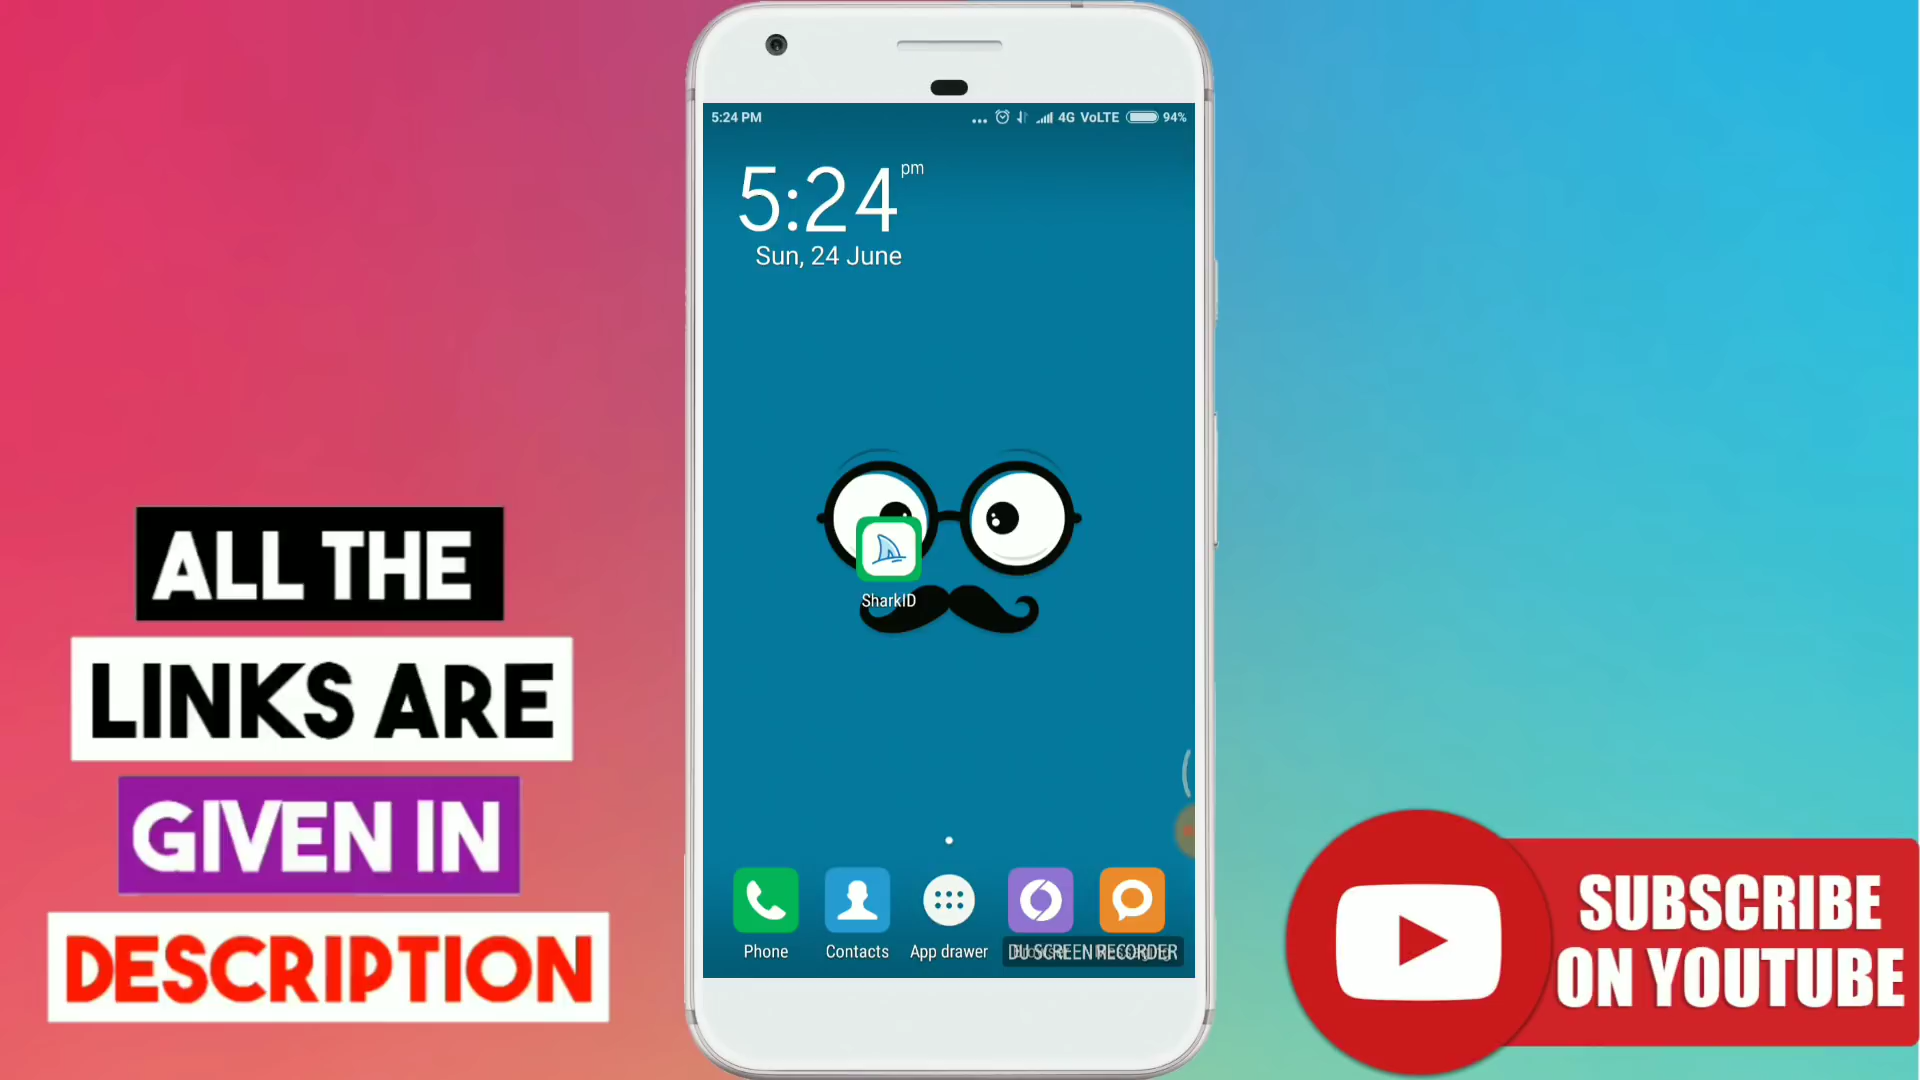 5:24 PM
... 4G VoLTE 94%
5:24 pm
Sun, 24 June
SharkID
Phone
Contacts
App drawer
DU SCREEN RECORDER
ALL THE
LINKS ARE
GIVEN IN
DESCRIPTION
SUBSCRIBE
ON YOUTUBE